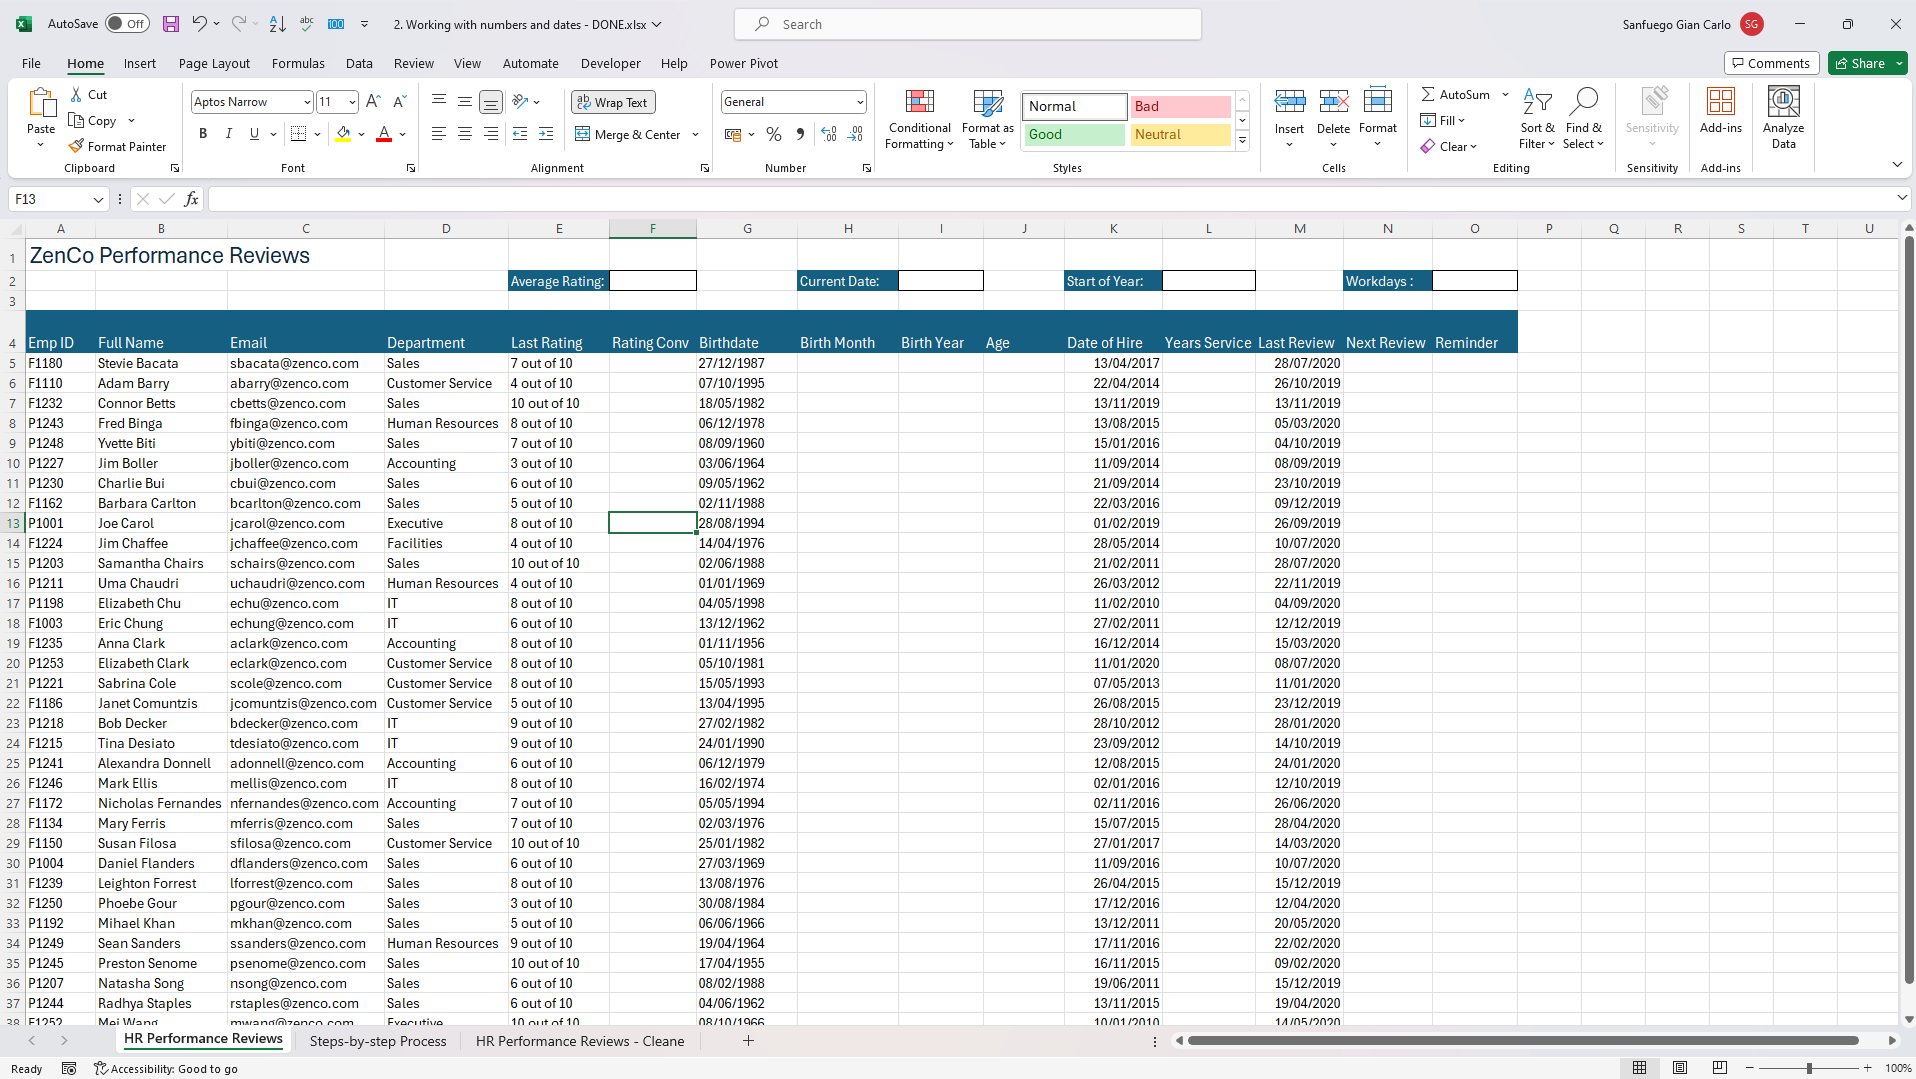 AutoSave Off 2. Working with numbers and dates - DONE.xlsx Search Sanfuego Gian Carlo SG
File Home Insert Page Layout Formulas Data Review View Automate Developer Help Power Pivot Comments Share
Paste Cut Copy Format Painter Clipboard
Aptos Narrow 11 B I U Font
Wrap Text Merge & Center Alignment
General % Number
Conditional Formatting Format as Table Normal Bad Good Neutral Styles
Insert Delete Format Cells
AutoSum Fill Clear Sort & Filter Find & Select Editing
Sensitivity Sensitivity Add-ins Add-ins Analyze Data
F13 fx
A B C D E F G H I J K L M N O P Q R S T U
1 ZenCo Performance Reviews
2 Average Rating: Current Date: Start of Year: Workdays :
3
4 Emp ID Full Name Email Department Last Rating Rating Conv Birthdate Birth Month Birth Year Age Date of Hire Years Service Last Review Next Review Reminder
5 F1180 Stevie Bacata sbacata@zenco.com Sales 7 out of 10 27/12/1987 13/04/2017 28/07/2020
6 F1110 Adam Barry abarry@zenco.com Customer Service 4 out of 10 07/10/1995 22/04/2014 26/10/2019
7 F1232 Connor Betts cbetts@zenco.com Sales 10 out of 10 18/05/1982 13/11/2019 13/11/2019
8 P1243 Fred Binga fbinga@zenco.com Human Resources 8 out of 10 06/12/1978 13/08/2015 05/03/2020
9 P1248 Yvette Biti ybiti@zenco.com Sales 7 out of 10 08/09/1960 15/01/2016 04/10/2019
10 P1227 Jim Boller jboller@zenco.com Accounting 3 out of 10 03/06/1964 11/09/2014 08/09/2019
11 P1230 Charlie Bui cbui@zenco.com Sales 6 out of 10 09/05/1962 21/09/2014 23/10/2019
12 F1162 Barbara Carlton bcarlton@zenco.com Sales 5 out of 10 02/11/1988 22/03/2016 09/12/2019
13 P1001 Joe Carol jcarol@zenco.com Executive 8 out of 10 28/08/1994 01/02/2019 26/09/2019
14 F1224 Jim Chaffee jchaffee@zenco.com Facilities 4 out of 10 14/04/1976 28/05/2014 10/07/2020
15 P1203 Samantha Chairs schairs@zenco.com Sales 10 out of 10 02/06/1988 21/02/2011 28/07/2020
16 P1211 Uma Chaudri uchaudri@zenco.com Human Resources 4 out of 10 01/01/1969 26/03/2012 22/11/2019
17 P1198 Elizabeth Chu echu@zenco.com IT 8 out of 10 04/05/1998 11/02/2010 04/09/2020
18 F1003 Eric Chung echung@zenco.com IT 6 out of 10 13/12/1962 27/02/2011 12/12/2019
19 F1235 Anna Clark aclark@zenco.com Accounting 8 out of 10 01/11/1956 16/12/2014 15/03/2020
20 P1253 Elizabeth Clark eclark@zenco.com Customer Service 8 out of 10 05/10/1981 11/01/2020 08/07/2020
21 P1221 Sabrina Cole scole@zenco.com Customer Service 8 out of 10 15/05/1993 07/05/2013 11/01/2020
22 F1186 Janet Comuntzis jcomuntzis@zenco.com Customer Service 5 out of 10 13/04/1995 26/08/2015 23/12/2019
23 P1218 Bob Decker bdecker@zenco.com IT 9 out of 10 27/02/1982 28/10/2012 28/01/2020
24 F1215 Tina Desiato tdesiato@zenco.com IT 9 out of 10 24/01/1990 23/09/2012 14/10/2019
25 P1241 Alexandra Donnell adonnell@zenco.com Accounting 6 out of 10 06/12/1979 12/08/2015 24/01/2020
26 F1246 Mark Ellis mellis@zenco.com IT 8 out of 10 16/02/1974 02/01/2016 12/10/2019
27 F1172 Nicholas Fernandes nfernandes@zenco.com Accounting 7 out of 10 05/05/1994 02/11/2016 26/06/2020
28 F1134 Mary Ferris mferris@zenco.com Sales 7 out of 10 02/03/1976 15/07/2015 28/04/2020
29 F1150 Susan Filosa sfilosa@zenco.com Customer Service 10 out of 10 25/01/1982 27/01/2017 14/03/2020
30 P1004 Daniel Flanders dflanders@zenco.com Sales 6 out of 10 27/03/1969 11/09/2016 10/07/2020
31 F1239 Leighton Forrest lforrest@zenco.com Sales 8 out of 10 13/08/1976 26/04/2015 15/12/2019
32 F1250 Phoebe Gour pgour@zenco.com Sales 3 out of 10 30/08/1984 17/12/2016 12/04/2020
33 P1192 Mihael Khan mkhan@zenco.com Sales 5 out of 10 06/06/1966 13/12/2011 20/05/2020
34 P1249 Sean Sanders ssanders@zenco.com Human Resources 9 out of 10 19/04/1964 17/11/2016 22/02/2020
35 P1245 Preston Senome psenome@zenco.com Sales 10 out of 10 17/04/1955 16/11/2015 09/02/2020
36 P1207 Natasha Song nsong@zenco.com Sales 6 out of 10 08/02/1988 19/06/2011 15/12/2019
37 P1244 Radhya Staples rstaples@zenco.com Sales 6 out of 10 04/06/1962 13/11/2015 19/04/2020
38 F1252 Mei Wang mwang@zenco.com Executive 10 out of 10 08/10/1966 10/01/2010 14/05/2020
HR Performance Reviews Steps-by-step Process HR Performance Reviews - Cleane
Ready Accessibility: Good to go 100%